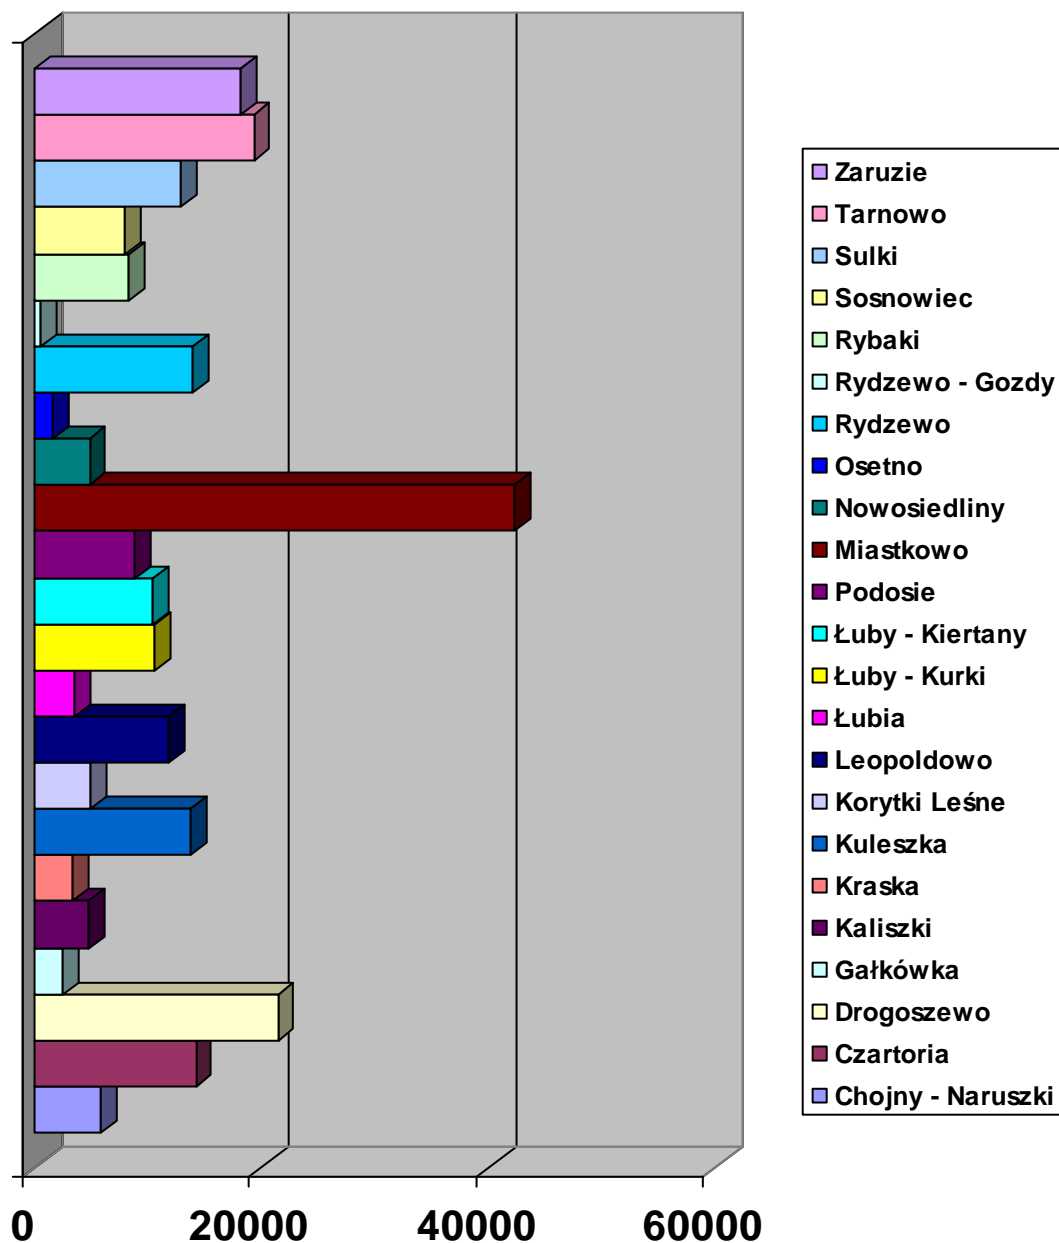 Zaruzie
Tarnowo
Sulki
Sosnowiec
Rybaki
Rydzewo - Gozdy
Rydzewo
Osetno
Nowosiedliny
Miastkowo
Podosie
Łuby - Kiertany
Łuby - Kurki
Łubia
Leopoldowo
Korytki Leśne
Kuleszka
Kraska
Kaliszki
Gałkówka
Drogoszewo
Czartoria
Chojny - Naruszki
0 20000 40000 60000